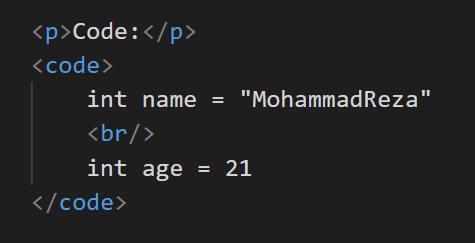 <p>Code:</p>
<code>
int name = "MohammadReza"
<br/>
int age = 21
</code>